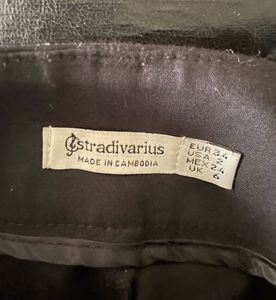 stradivarius
MADE IN CAMBODIA
EUR 34
USA 2
MEX 24
UK 6